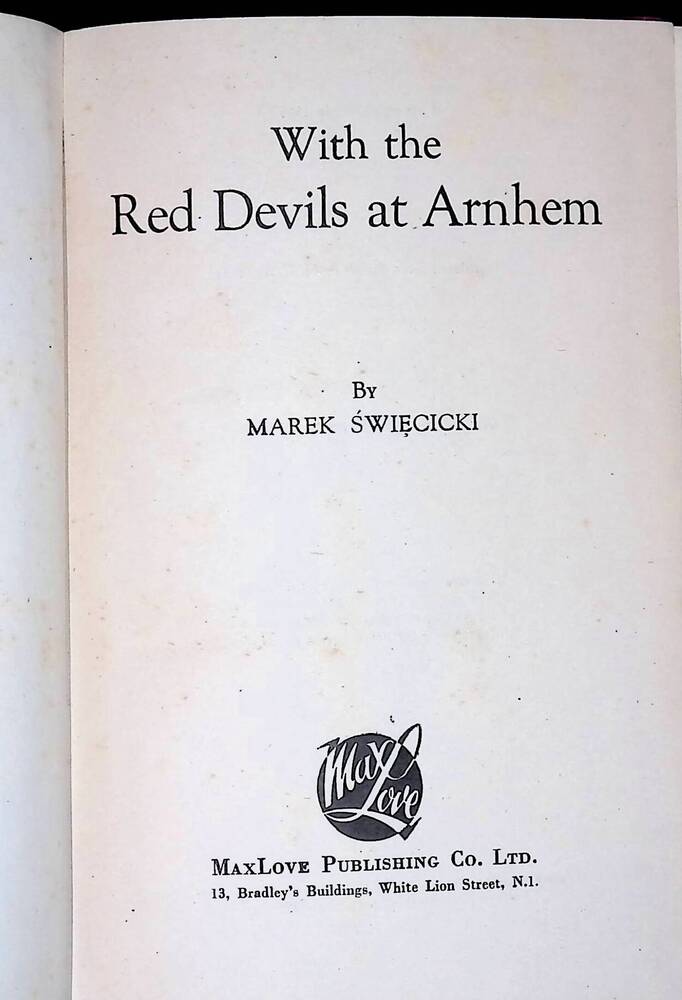 With the
Red Devils at Arnhem
By
MAREK ŚWIĘCICKI
Max
Love
MAXLOVE PUBLISHING CO. LTD.
13, Bradley's Buildings, White Lion Street, N.1.